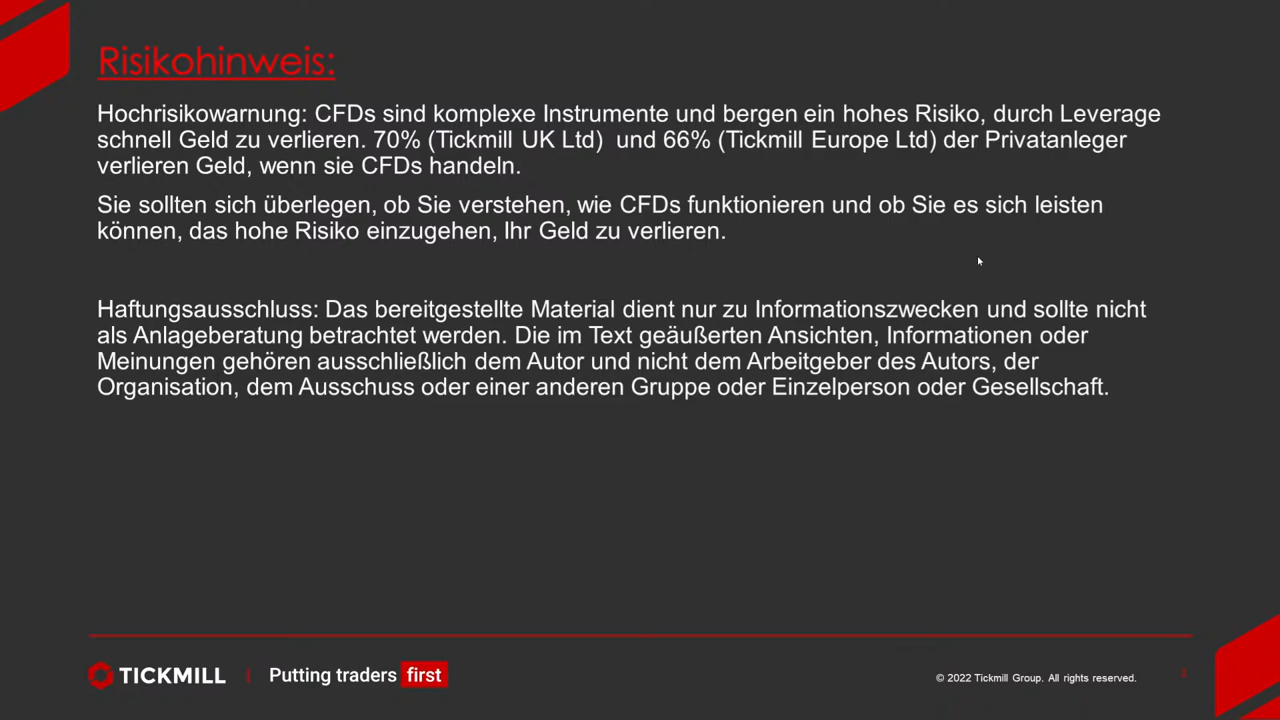 Risikohinweis:
Hochrisikowarnung: CFDs sind komplexe Instrumente und bergen ein hohes Risiko, durch Leverage
schnell Geld zu verlieren. 70% (Tickmill UK Ltd) und 66% (Tickmill Europe Ltd) der Privatanleger
verlieren Geld, wenn sie CFDs handeln.
Sie sollten sich überlegen, ob Sie verstehen, wie CFDs funktionieren und ob Sie es sich leisten
können, das hohe Risiko einzugehen, Ihr Geld zu verlieren.
Haftungsausschluss: Das bereitgestellte Material dient nur zu Informationszwecken und sollte nicht
als Anlageberatung betrachtet werden. Die im Text geäußerten Ansichten, Informationen oder
Meinungen gehören ausschließlich dem Autor und nicht dem Arbeitgeber des Autors, der
Organisation, dem Ausschuss oder einer anderen Gruppe oder Einzelperson oder Gesellschaft.
TICKMILL | Putting traders first
© 2022 Tickmill Group. All rights reserved.